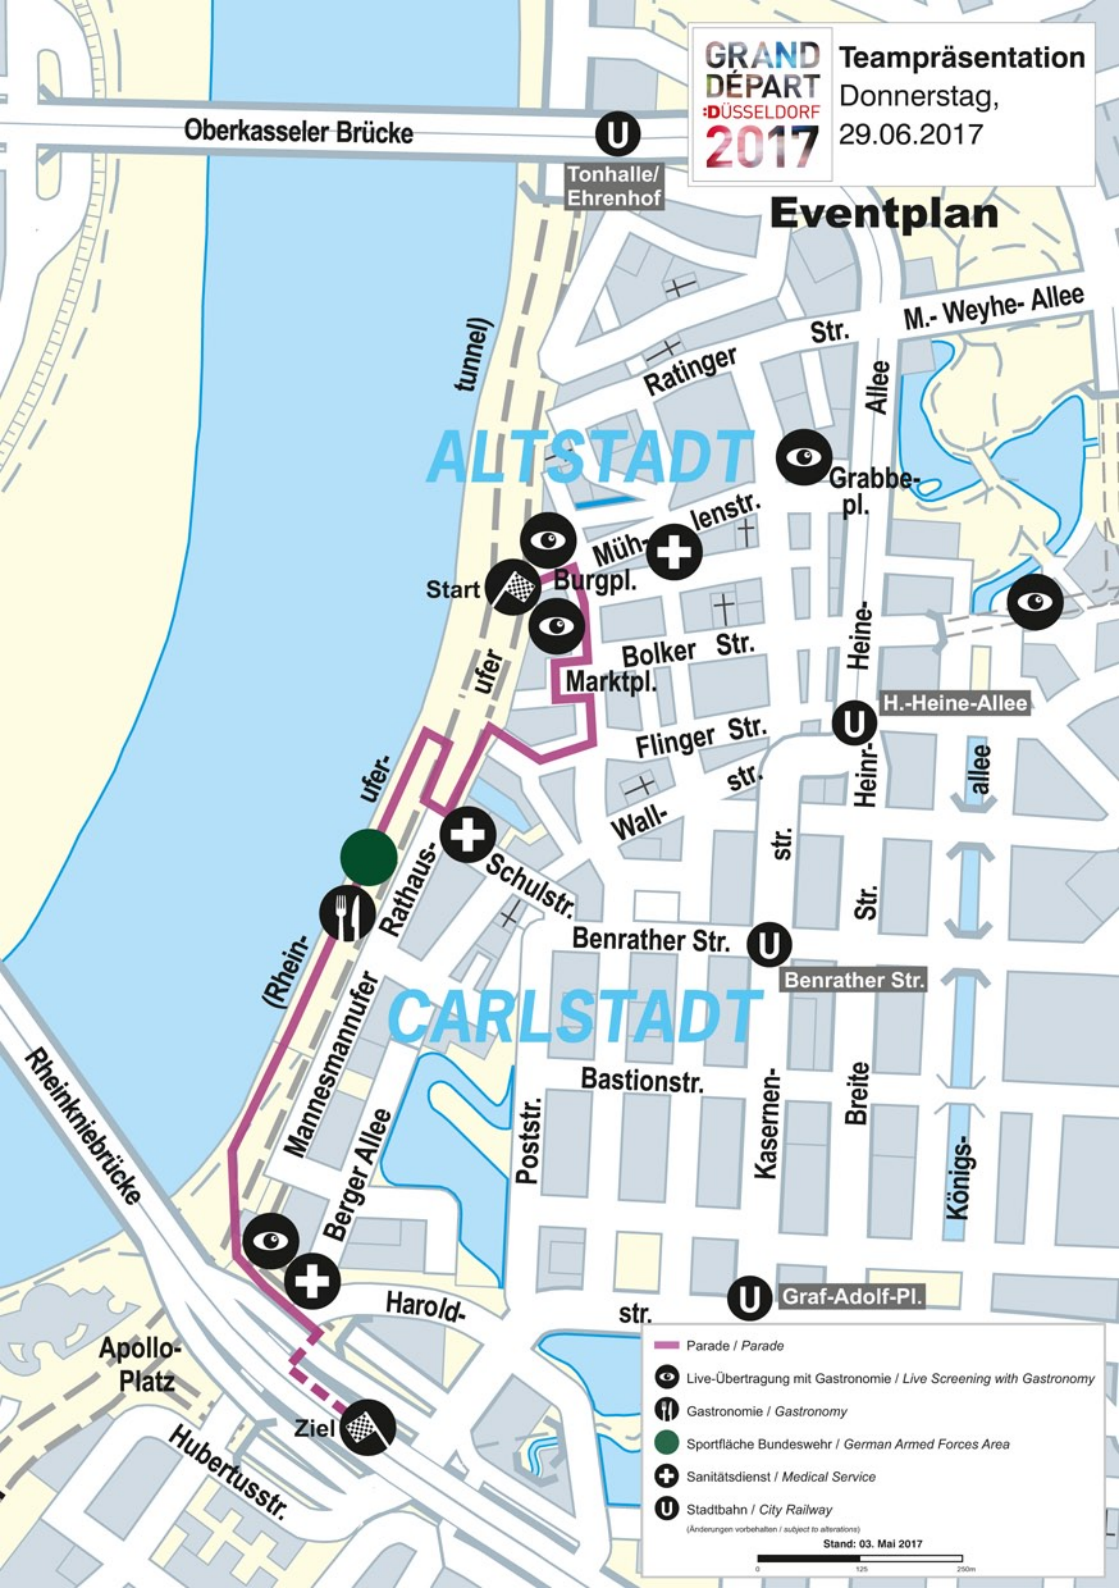 GRAND
DÉPART
:DÜSSELDORF
2017
Teampräsentation
Donnerstag,
29.06.2017
Eventplan
Oberkasseler Brücke
U
Tonhalle/
Ehrenhof
M.- Weyhe- Allee
Str.
Ratinger
Allee
tunnel)
ALTSTADT
Grabbe-
pl.
lenstr.
Müh-
Start
Burgpl.
Heine-
Bolker Str.
ufer
Marktpl.
H.-Heine-Allee
U
Flinger Str.
Heinr-
allee
ufer-
str.
Wall-
str.
Rathaus-
Schulstr.
Str.
Benrather Str.
U
Benrather Str.
(Rhein-
Mannesmannufer
CARLSTADT
Rheinkniebrücke
Bastionstr.
Kasernen-
Breite
Poststr.
Berger Allee
Königs-
U
Graf-Adolf-Pl.
Harold-
str.
Apollo-
Platz
Ziel
Hubertusstr.
Parade / Parade
Live-Übertragung mit Gastronomie / Live Screening with Gastronomy
Gastronomie / Gastronomy
Sportfläche Bundeswehr / German Armed Forces Area
Sanitätsdienst / Medical Service
U Stadtbahn / City Railway
(Änderungen vorbehalten / subject to alterations)
Stand: 03. Mai 2017
0 125 250m